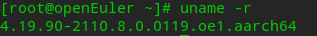 [root@openEuler ~]# uname -r
4.19.90-2110.8.0.0119.oe1.aarch64